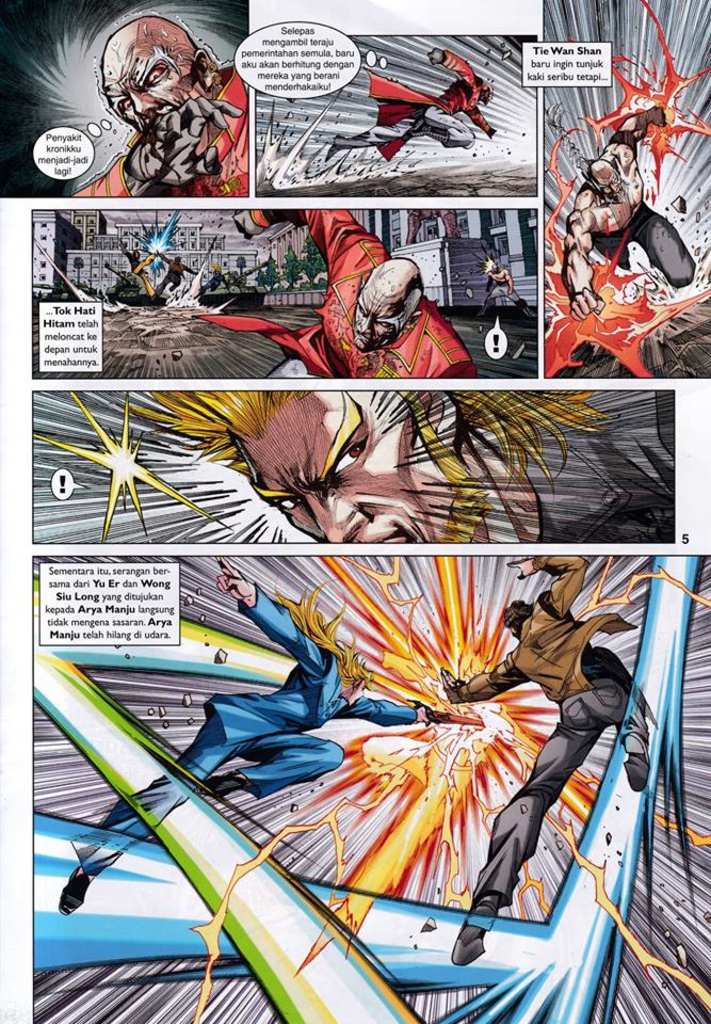 Penyakit
kronikku
menjadi-jadi
lagi!
Selepas
mengambil teraju
pemerintahan semula, baru
aku akan berhitung dengan
mereka yang berani
menderhakaiku!
Tie Wan Shan
baru ingin tunjuk
kaki seribu tetapi...
...Tok Hati
Hitam telah
meloncat ke
depan untuk
menahannya.
!
!
5
Sementara itu, serangan ber-
sama dari Yu Er dan Wong
Siu Long yang ditujukan
kepada Arya Manju langsung
tidak mengena sasaran. Arya
Manju telah hilang di udara.